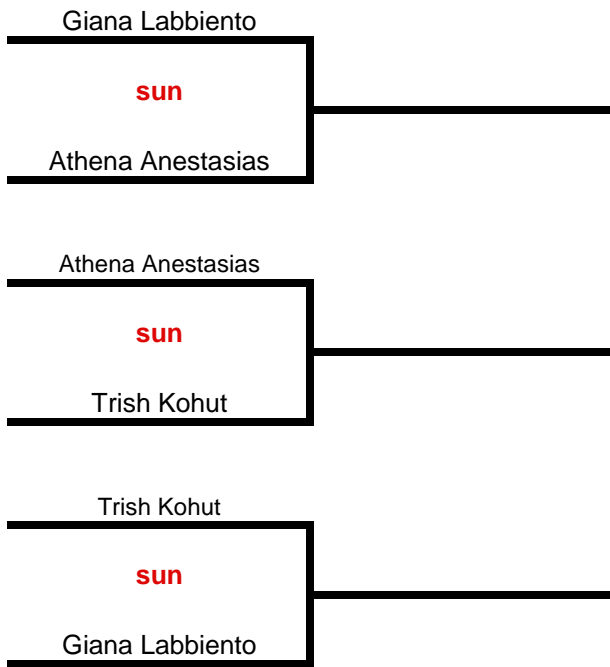 Giana Labbiento
sun
Athena Anestasias
Athena Anestasias
sun
Trish Kohut
Trish Kohut
sun
Giana Labbiento